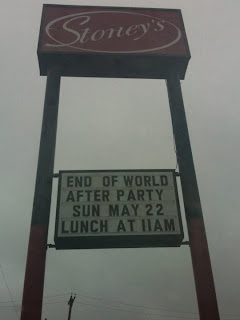 Stoney's
END OF WORLD
AFTER PARTY
SUN MAY 22
LUNCH AT 11AM